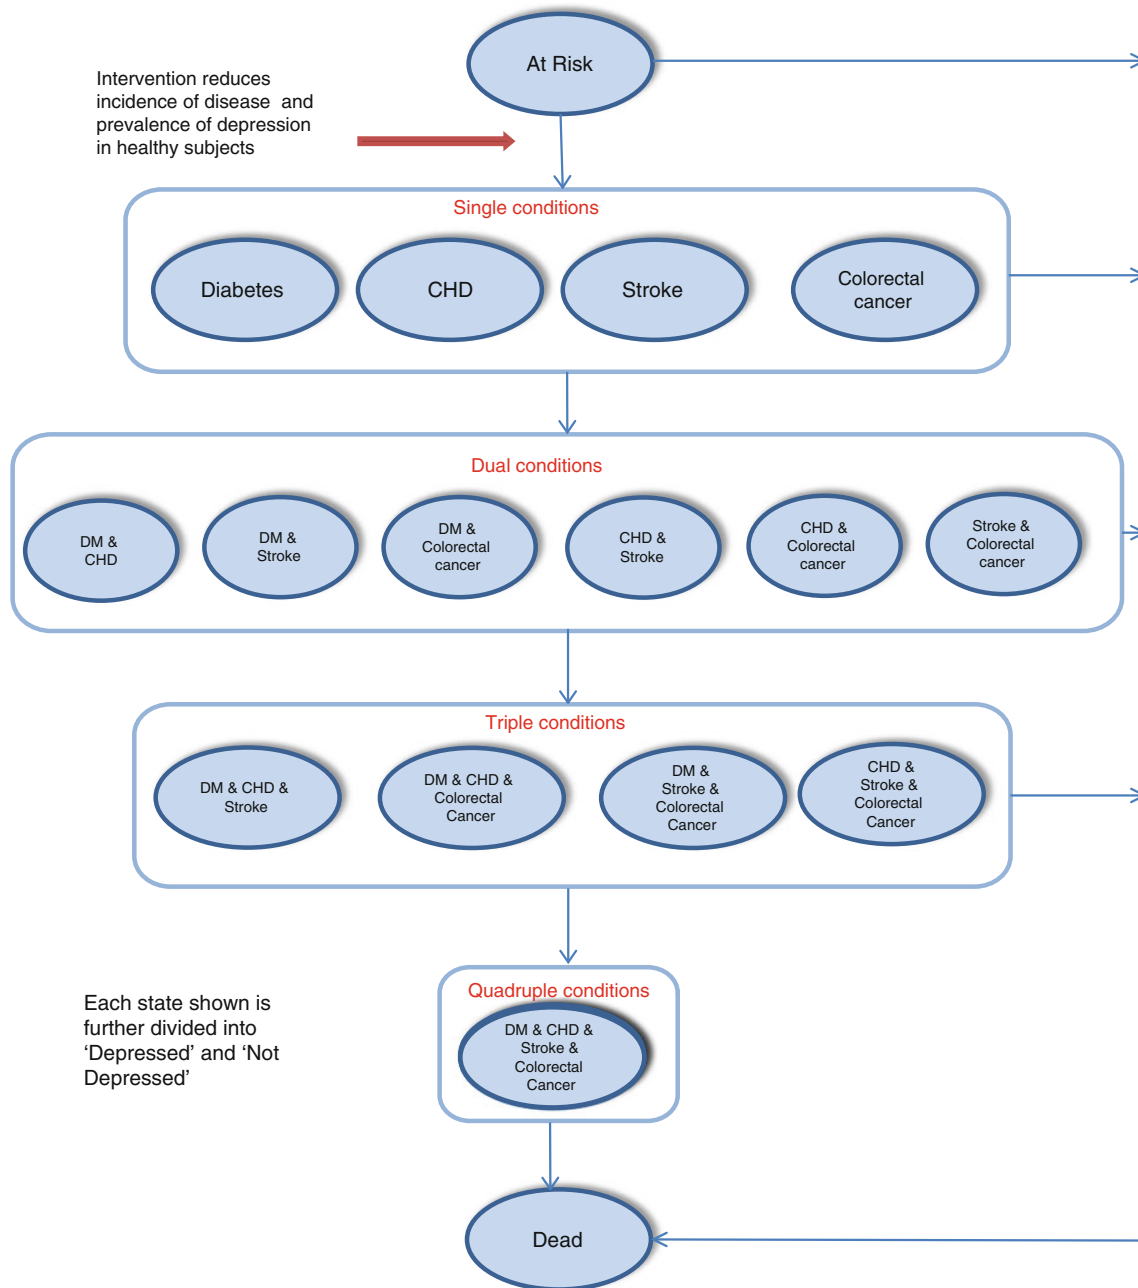 At Risk
Intervention reduces
incidence of disease and
prevalence of depression
in healthy subjects
Single conditions
Diabetes
CHD
Stroke
Colorectal
cancer
Dual conditions
DM &
CHD
DM &
Stroke
DM &
Colorectal
cancer
CHD
& Stroke
CHD &
Colorectal
cancer
Stroke &
Colorectal
cancer
Triple conditions
DM & CHD &
Stroke
DM & CHD &
Colorectal
Cancer
DM &
Stroke &
Colorectal
Cancer
CHD &
Stroke &
Colorectal
Cancer
Quadruple conditions
DM & CHD &
Stroke &
Colorectal
Cancer
Each state shown is
further divided into
‘Depressed’ and ‘Not
Depressed’
Dead